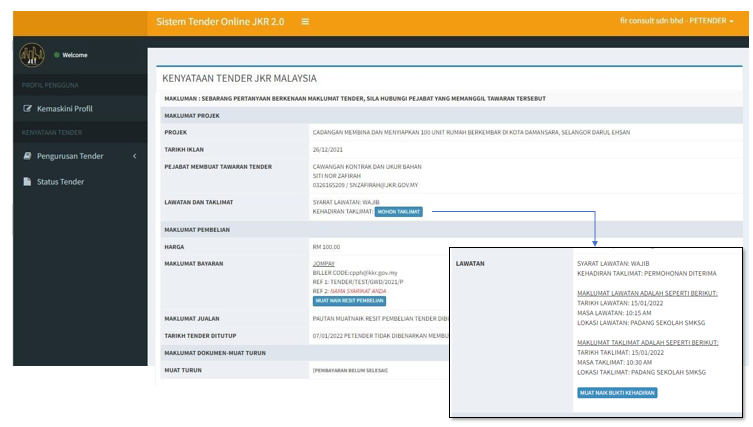 Sistem Tender Online JKR 2.0
fir consult sdn bhd - PETENDER
Welcome
PROFIL PENGGUNA
Kemaskini Profil
KENYATAAN TENDER
Pengurusan Tender
Status Tender
KENYATAAN TENDER JKR MALAYSIA
MAKLUMAN : SEBARANG PERTANYAAN BERKENAAN MAKLUMAT TENDER, SILA HUBUNGI PEJABAT YANG MEMANGGIL TAWARAN TERSEBUT
MAKLUMAT PROJEK
PROJEK CADANGAN MEMBINA DAN MENYIAPKAN 100 UNIT RUMAH BERKEMBAR DI KOTA DAMANSARA, SELANGOR DARUL EHSAN
TARIKH IKLAN 26/12/2021
PEJABAT MEMBUAT TAWARAN TENDER CAWANGAN KONTRAK DAN UKUR BAHAN
SITI NOR ZAFIRAH
0326165209 / SNZAFIRAH@JKR.GOV.MY
LAWATAN DAN TAKLIMAT SYARAT LAWATAN: WAJIB
KEHADIRAN TAKLIMAT: MOHON TAKLIMAT
MAKLUMAT PEMBELIAN
HARGA RM 100.00
MAKLUMAT BAYARAN JOMPAY
BILLER CODE:cpph@kkr.gov.my
REF 1: TENDER/TEST/GWD/2021/P
REF 2: NAMA SYARIKAT ANDA
MUAT NAIK RESIT PEMBELIAN
MAKLUMAT JUALAN PAUTAN MUATNAIK RESIT PEMBELIAN TENDER DIB
TARIKH TENDER DITUTUP 07/01/2022 PETENDER TIDAK DIBENARKAN MEMBU
MAKLUMAT DOKUMEN-MUAT TURUN
MUAT TURUN [PEMBAYARAN BELUM SELESAI]
LAWATAN SYARAT LAWATAN: WAJIB
KEHADIRAN TAKLIMAT: PERMOHONAN DITERIMA
MAKLUMAT LAWATAN ADALAH SEPERTI BERIKUT:
TARIKH LAWATAN: 15/01/2022
MASA LAWATAN: 10:15 AM
LOKASI LAWATAN: PADANG SEKOLAH SMKSG
MAKLUMAT TAKLIMAT ADALAH SEPERTI BERIKUT:
TARIKH TAKLIMAT: 15/01/2022
MASA TAKLIMAT: 10:30 AM
LOKASI TAKLIMAT: PADANG SEKOLAH SMKSG
MUAT NAIK BUKTI KEHADIRAN